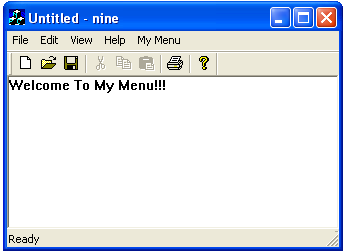 Untitled - nine
File Edit View Help My Menu
Welcome To My Menu!!!
Ready